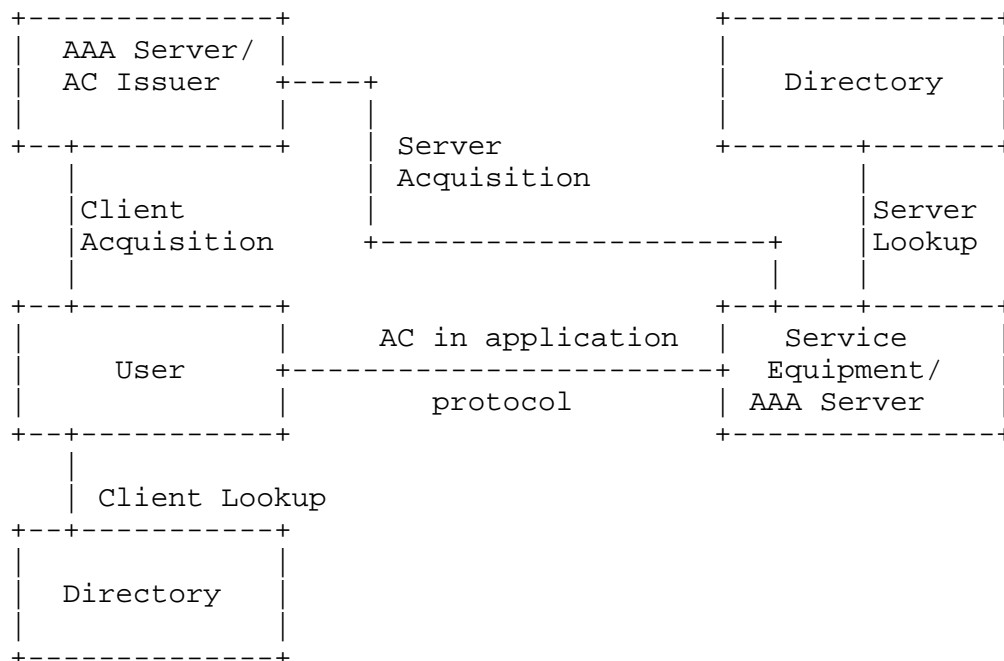 AAA Server/
AC Issuer
Directory
Server
Acquisition
Client
Acquisition
Server
Lookup
User
AC in application
protocol
Service
Equipment/
AAA Server
Client Lookup
Directory